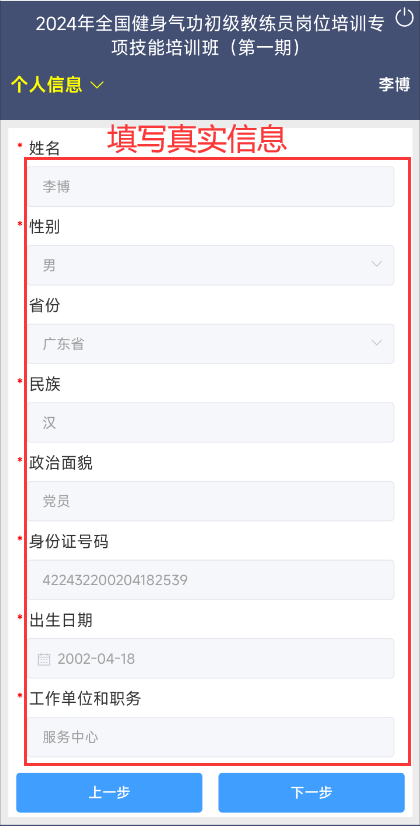 2024年全国健身气功初级教练员岗位培训专
项技能培训班（第一期）
个人信息
李博
填写真实信息
* 姓名
李博
* 性别
男
省份
广东省
* 民族
汉
* 政治面貌
党员
* 身份证号码
422432200204182539
* 出生日期
2002-04-18
* 工作单位和职务
服务中心
上一步
下一步